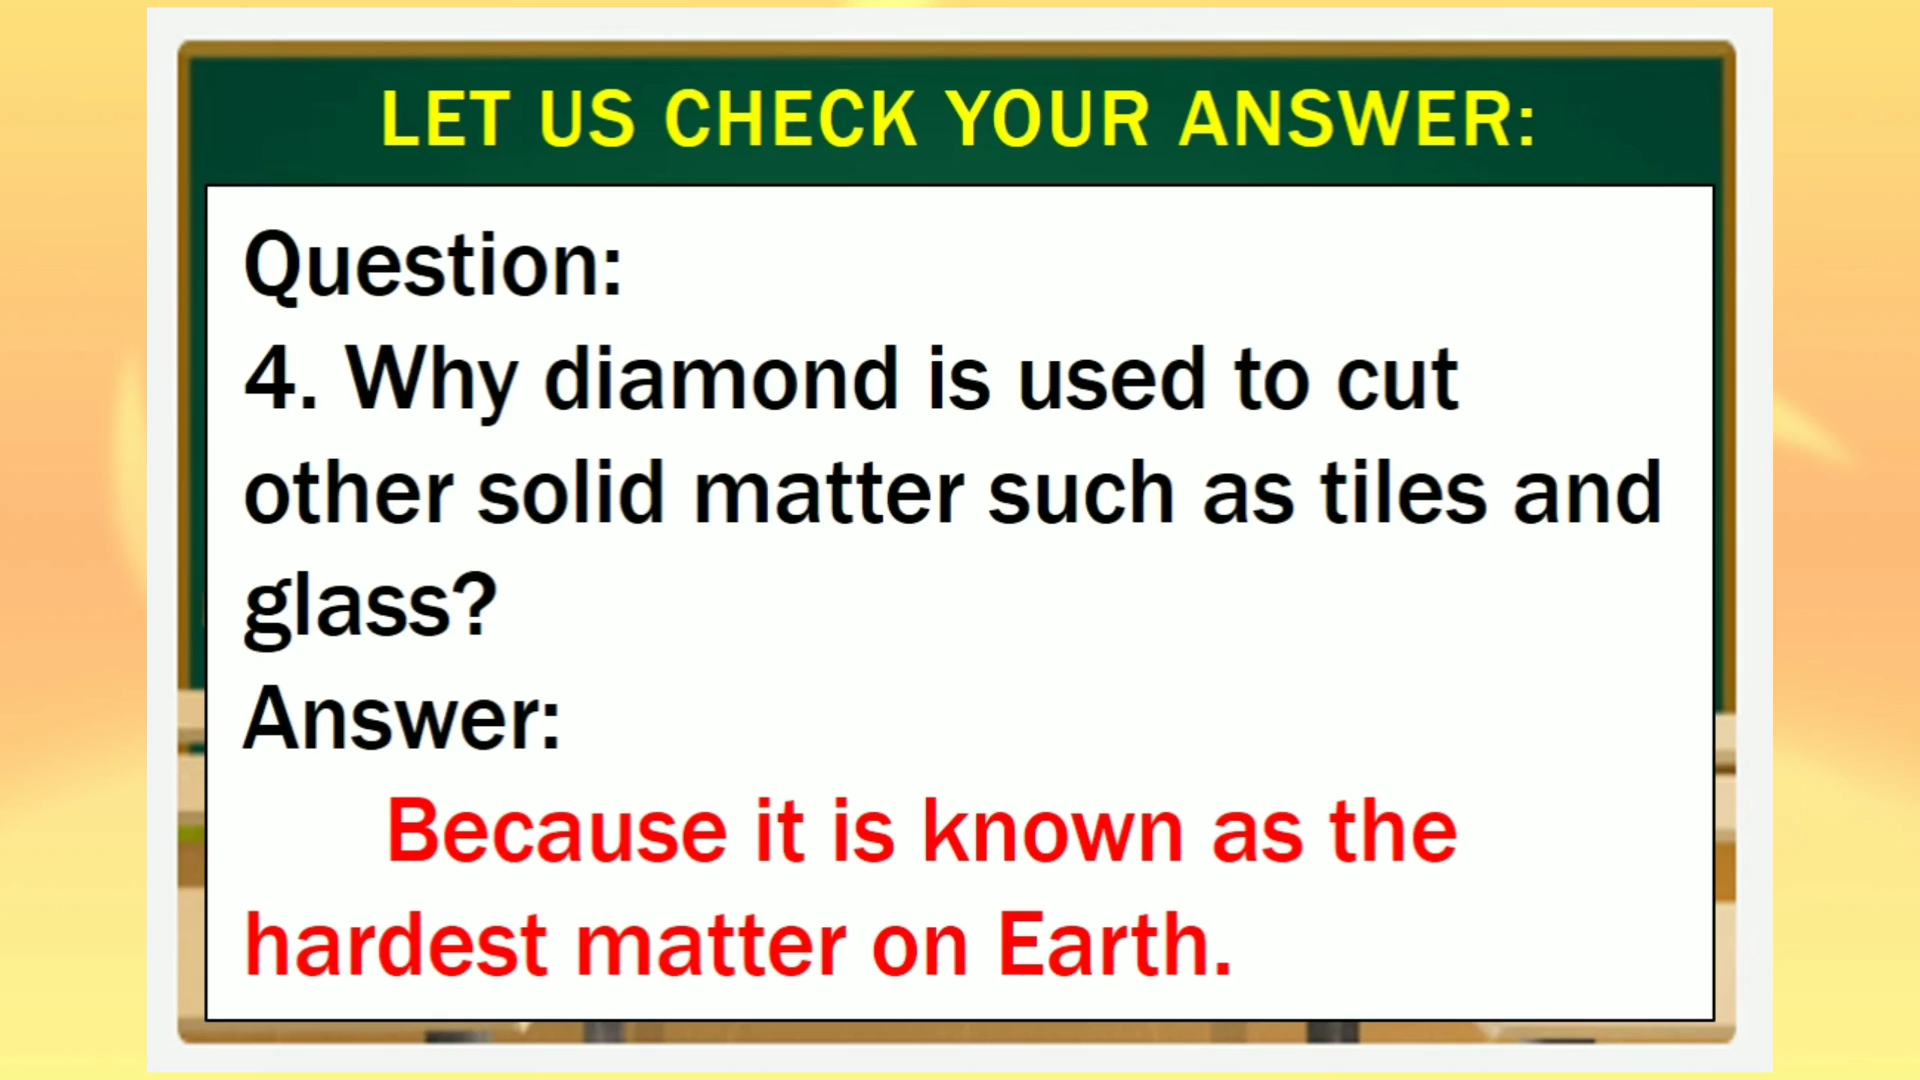 LET US CHECK YOUR ANSWER:
Question:
4. Why diamond is used to cut
other solid matter such as tiles and
glass?
Answer:
Because it is known as the
hardest matter on Earth.